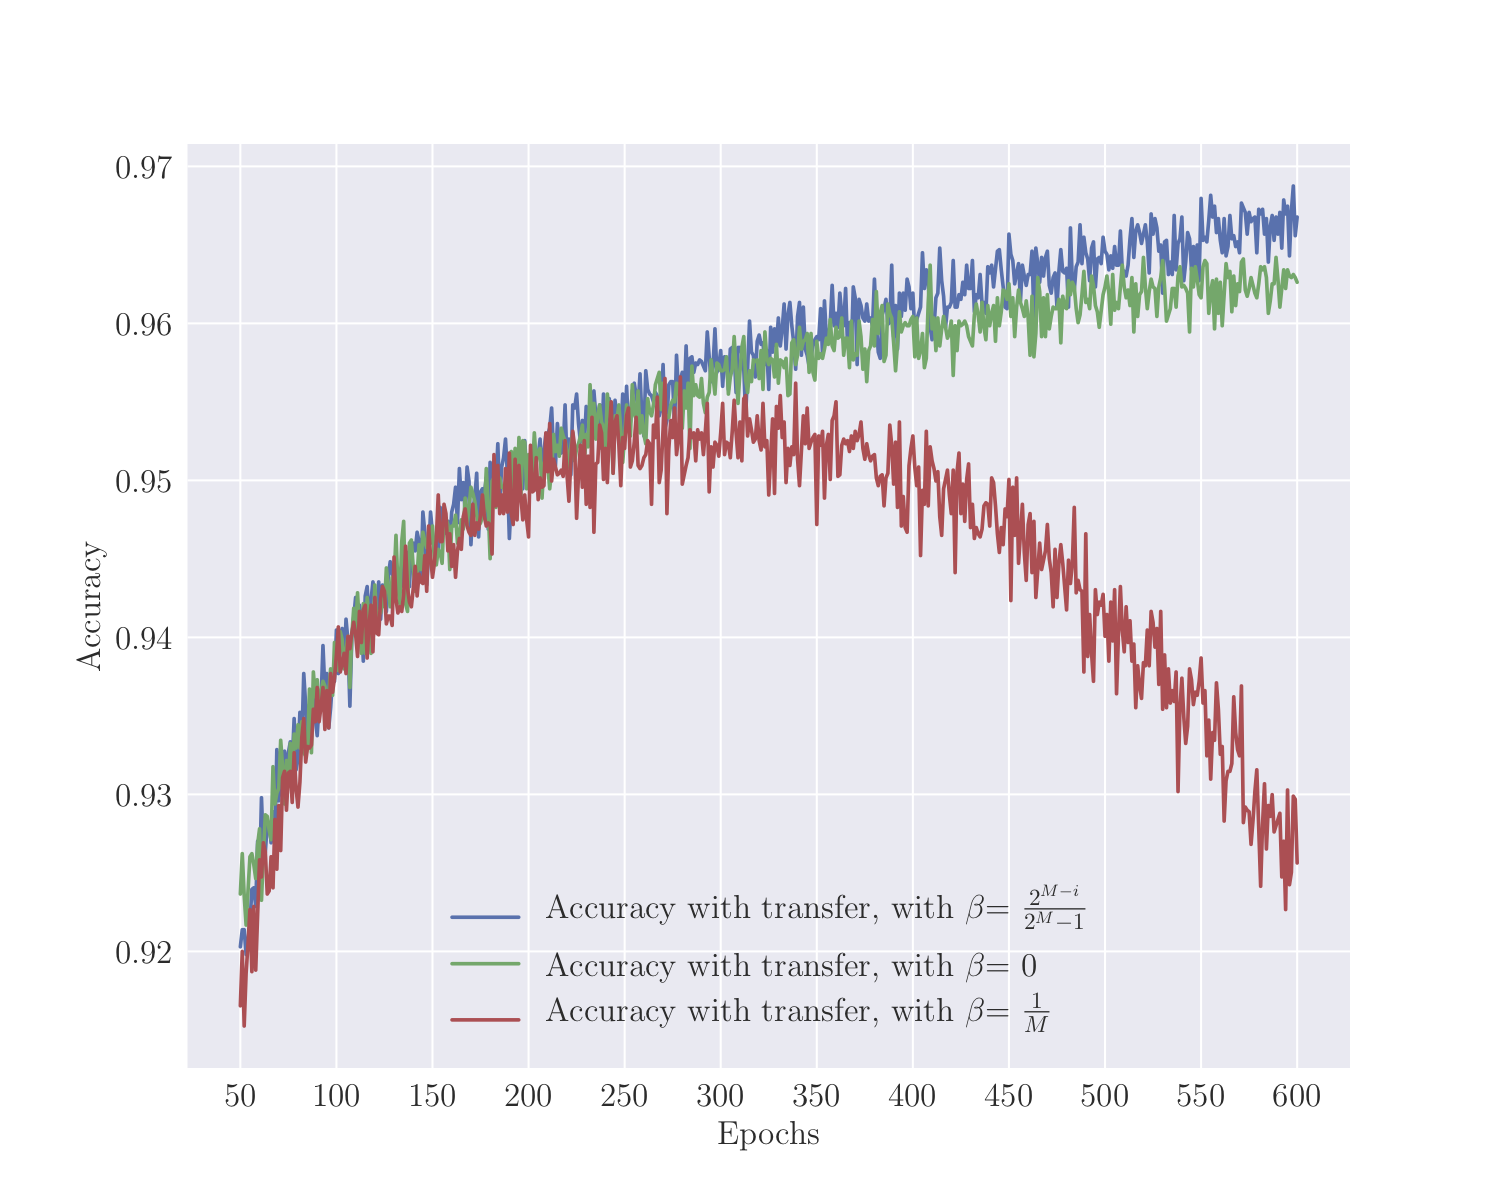 0.97
0.96
0.95
0.94
0.93
0.92
Accuracy
Accuracy with transfer, with β= \frac{2^{M-i}}{2^M-1}
Accuracy with transfer, with β= 0
Accuracy with transfer, with β= \frac{1}{M}
50 100 150 200 250 300 350 400 450 500 550 600
Epochs